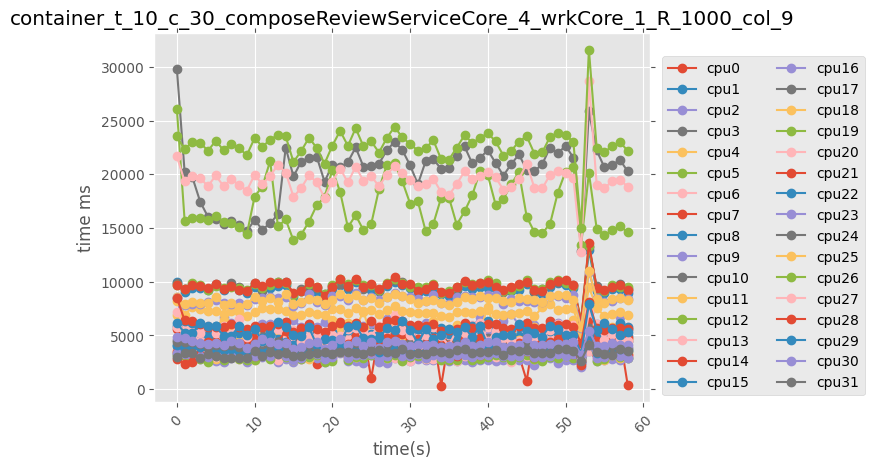 container_t_10_c_30_composeReviewServiceCore_4_wrkCore_1_R_1000_col_9
30000
25000
20000
15000
10000
5000
0
time ms
0
10
20
30
40
50
60
time(s)
cpu0
cpu1
cpu2
cpu3
cpu4
cpu5
cpu6
cpu7
cpu8
cpu9
cpu10
cpu11
cpu12
cpu13
cpu14
cpu15
cpu16
cpu17
cpu18
cpu19
cpu20
cpu21
cpu22
cpu23
cpu24
cpu25
cpu26
cpu27
cpu28
cpu29
cpu30
cpu31